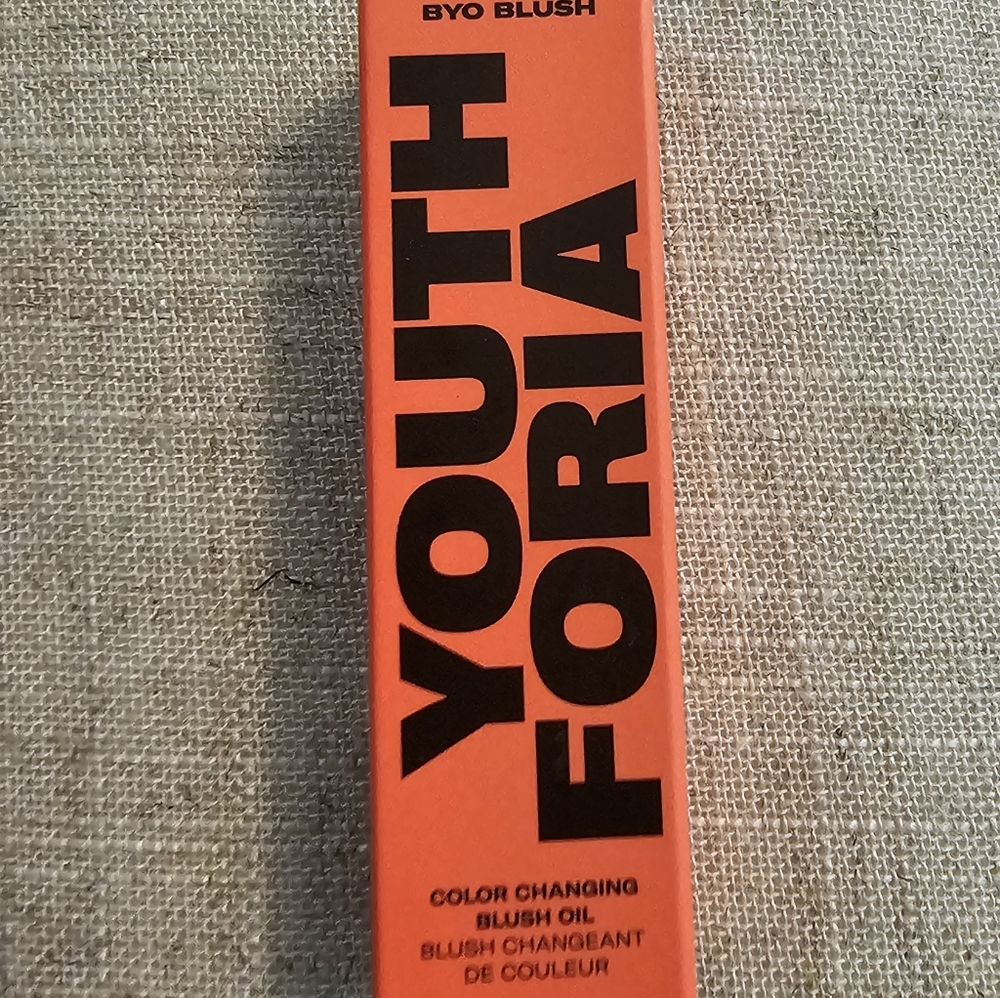 BYO BLUSH
YOUTH
FORIA
COLOR CHANGING
BLUSH OIL
BLUSH CHANGEANT
DE COULEUR